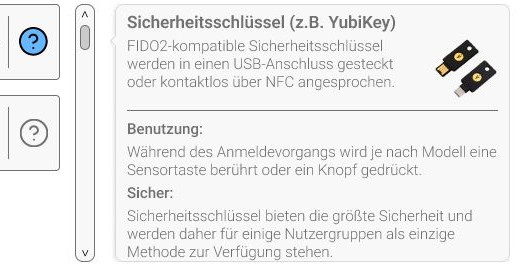 Sicherheitsschlüssel (z.B. YubiKey)
FIDO2-kompatible Sicherheitsschlüssel
werden in einen USB-Anschluss gesteckt
oder kontaktlos über NFC angesprochen.
Benutzung:
Während des Anmeldevorgangs wird je nach Modell eine
Sensortaste berührt oder ein Knopf gedrückt.
Sicher:
Sicherheitsschlüssel bieten die größte Sicherheit und
werden daher für einige Nutzergruppen als einzige
Methode zur Verfügung stehen.